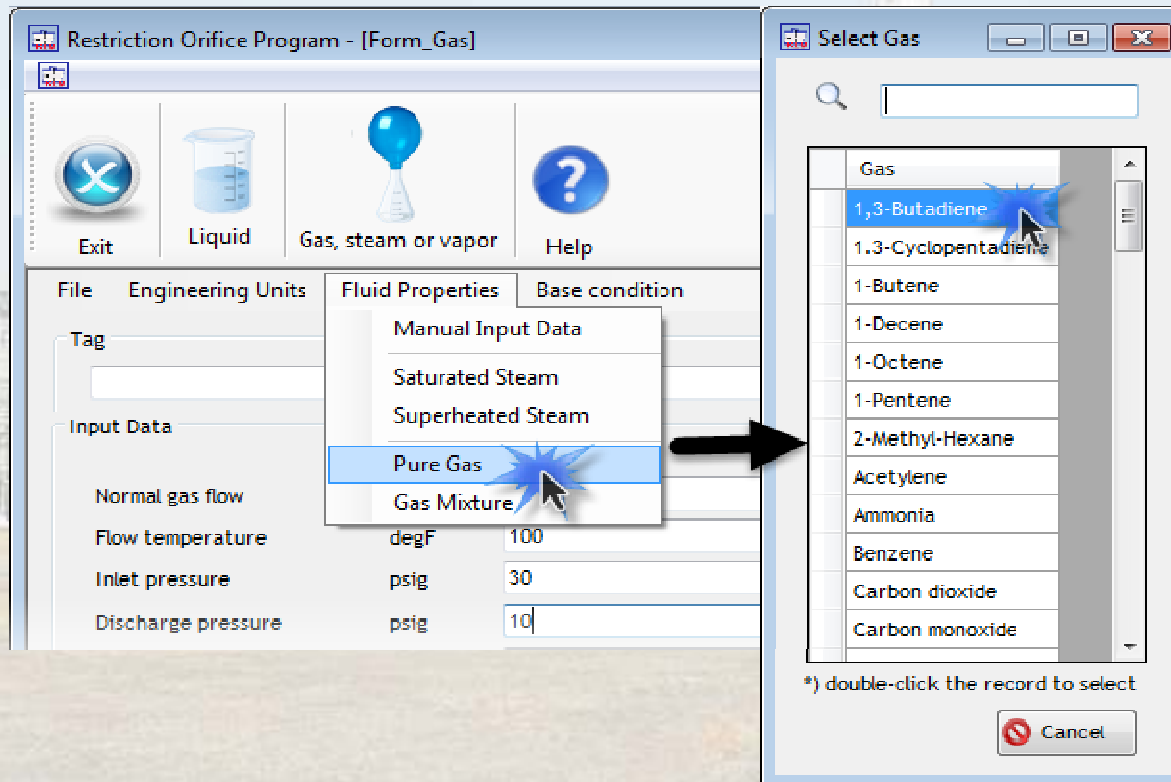 Restriction Orifice Program - [Form_Gas]
Exit
Liquid
Gas, steam or vapor
Help
File Engineering Units Fluid Properties Base condition
Manual Input Data
Saturated Steam
Superheated Steam
Pure Gas
Gas Mixture
Tag
Input Data
Normal gas flow
Flow temperature degF 100
Inlet pressure psig 30
Discharge pressure psig 10
Select Gas
Gas
1,3-Butadiene
1.3-Cyclopentadiene
1-Butene
1-Decene
1-Octene
1-Pentene
2-Methyl-Hexane
Acetylene
Ammonia
Benzene
Carbon dioxide
Carbon monoxide
*) double-click the record to select
Cancel